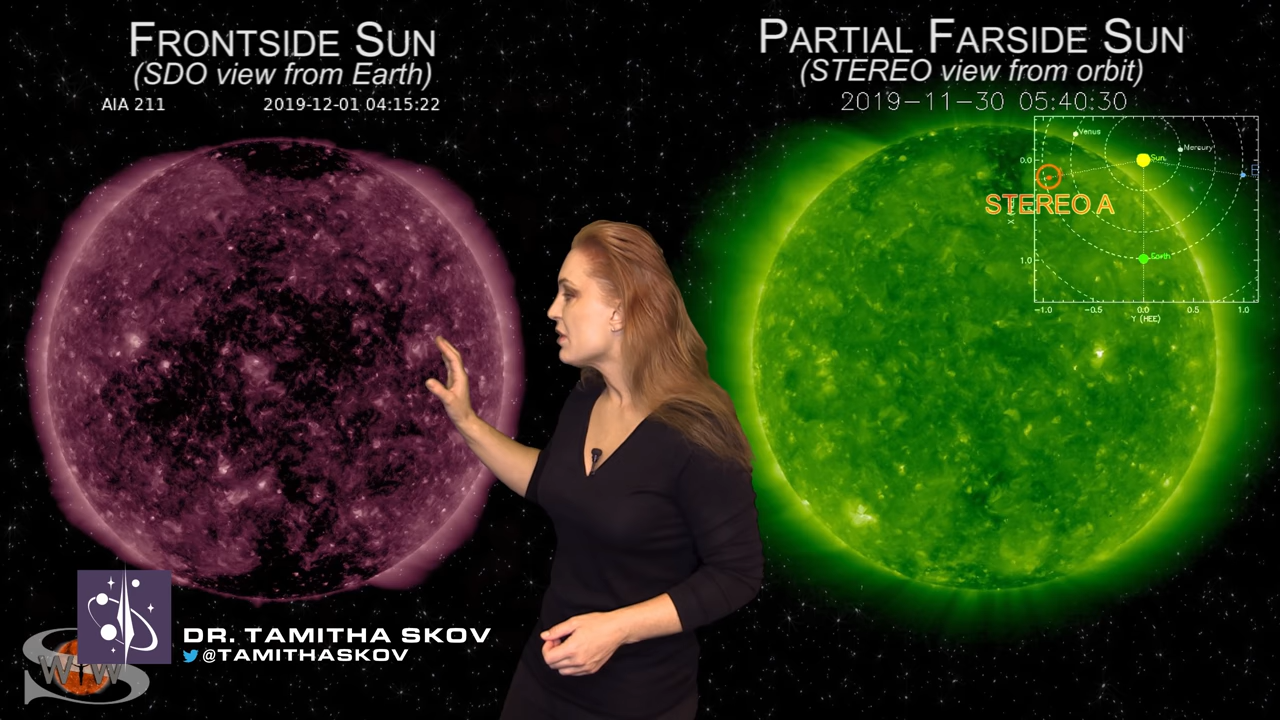 FRONTSIDE SUN
(SDO view from Earth)
AIA 211 2019-12-01 04:15:22
PARTIAL FARSIDE SUN
(STEREO view from orbit)
2019-11-30 05:40:30
Venus
Mercury
0.0
Sun
STEREO A
X
1.0
Earth
-1.0 -0.5 0.0 0.5 1.0
Y (HEE)
DR. TAMITHA SKOV
@TAMITHASKOV
WTW